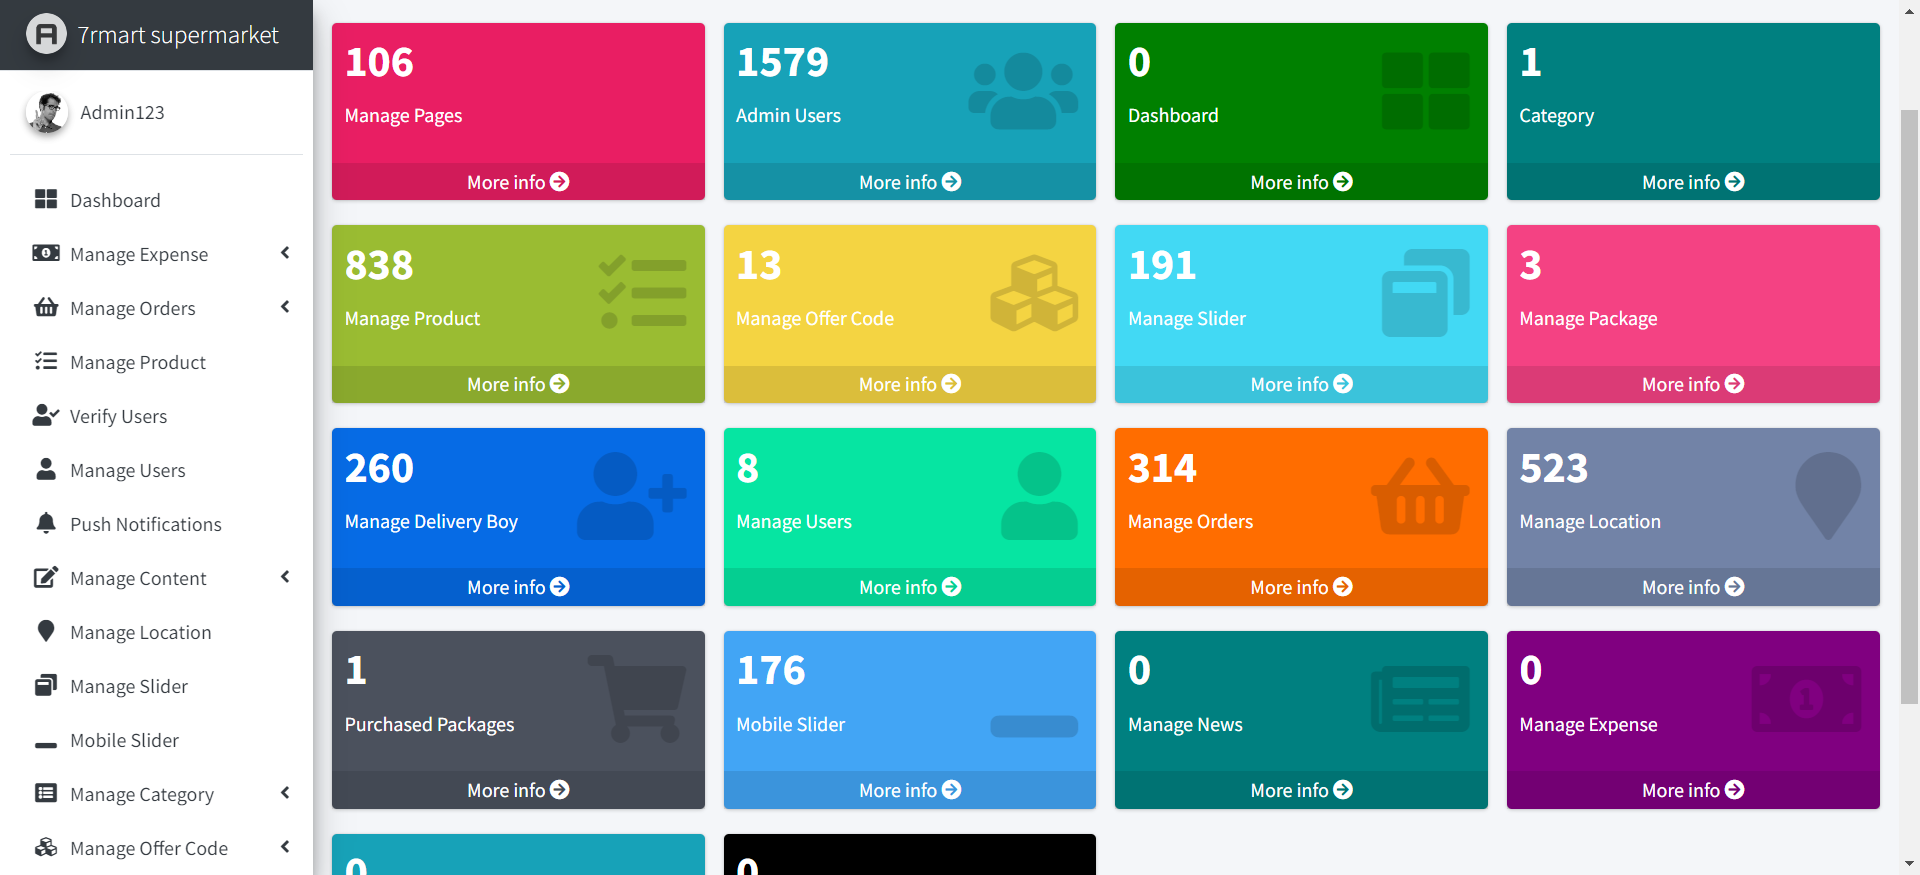 7rmart supermarket
Admin123
Dashboard
Manage Expense
Manage Orders
Manage Product
Verify Users
Manage Users
Push Notifications
Manage Content
Manage Location
Manage Slider
Mobile Slider
Manage Category
Manage Offer Code
106
Manage Pages
More info
1579
Admin Users
More info
0
Dashboard
More info
1
Category
More info
838
Manage Product
More info
13
Manage Offer Code
More info
191
Manage Slider
More info
3
Manage Package
More info
260
Manage Delivery Boy
More info
8
Manage Users
More info
314
Manage Orders
More info
523
Manage Location
More info
1
Purchased Packages
More info
176
Mobile Slider
More info
0
Manage News
More info
0
Manage Expense
More info
0
0